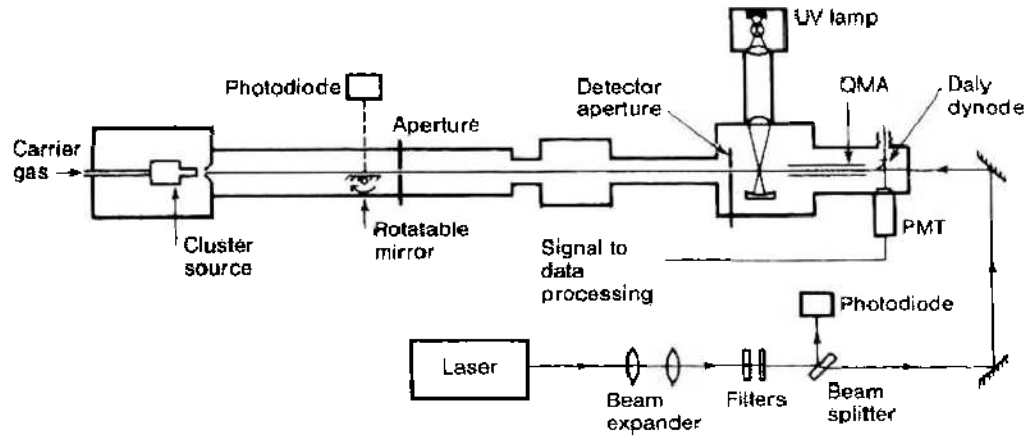 UV lamp
Photodiode
Detector
aperture
QMA
Daly
dynode
Aperture
Carrier
gas
Cluster
source
Rotatable
mirror
PMT
Signal to
data
processing
Photodiode
Laser
Beam
expander
Filters
Beam
splitter